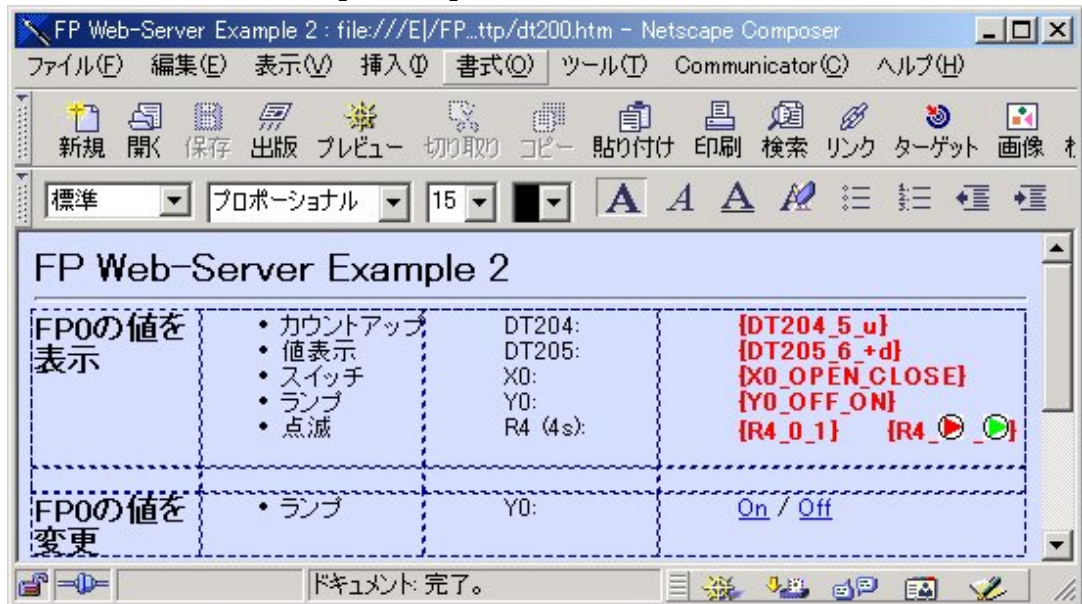 FP Web-Server Example 2 : file:///E|/FP...ttp/dt200.htm - Netscape Composer
ファイル(F) 編集(E) 表示(V) 挿入(I) 書式(O) ツール(T) Communicator(C) ヘルプ(H)
新規 開く 保存 出版 プレビュー 切り取り コピー 貼り付け 印刷 検索 リンク ターゲット 画像
標準 プロポーショナル 15 A A A
FP Web-Server Example 2
FP0の値を
表示
• カウントアップ DT204: {DT204_5_u}
• 値表示 DT205: {DT205_6_+d}
• スイッチ X0: {X0_OPEN_CLOSE}
• ランプ Y0: {Y0_OFF_ON}
• 点滅 R4 (4s): {R4_0_1} {R4_ _ }
FP0の値を
変更
• ランプ Y0: On / Off
ドキュメント: 完了。